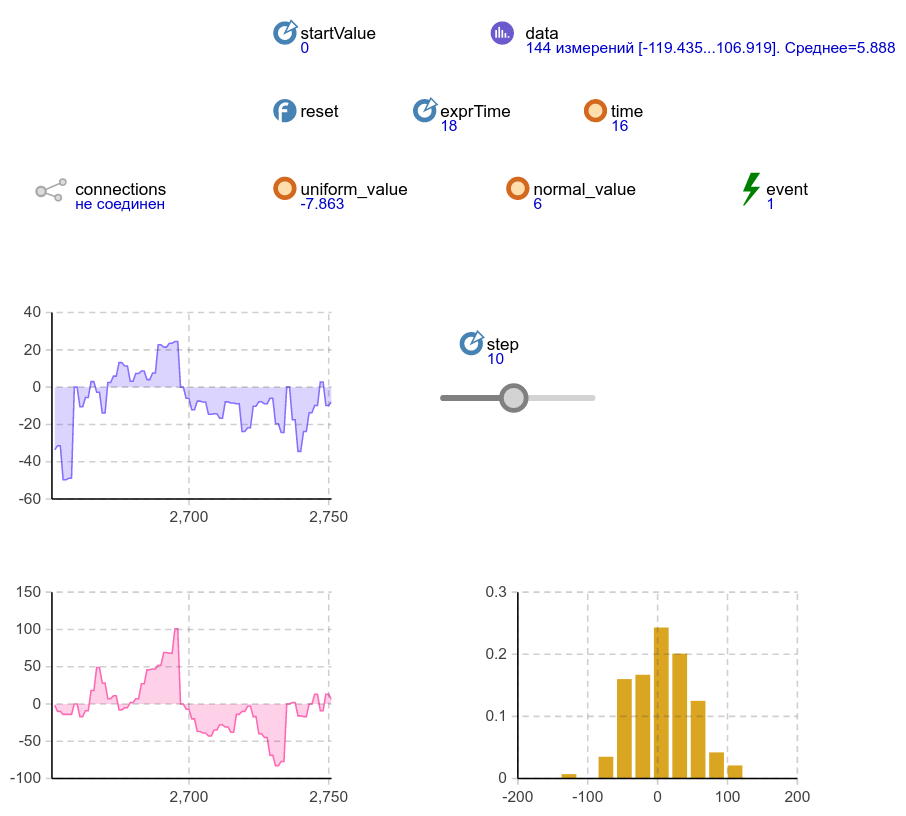 startValue
0
data
144 измерений [-119.435...106.919]. Среднее=5.888
reset
exprTime
18
time
16
connections
не соединен
uniform_value
-7.863
normal_value
6
event
1
40
20
0
-20
-40
-60
2,700
2,750
step
10
150
100
50
0
-50
-100
2,700
2,750
0.3
0.2
0.1
0
-200
-100
0
100
200